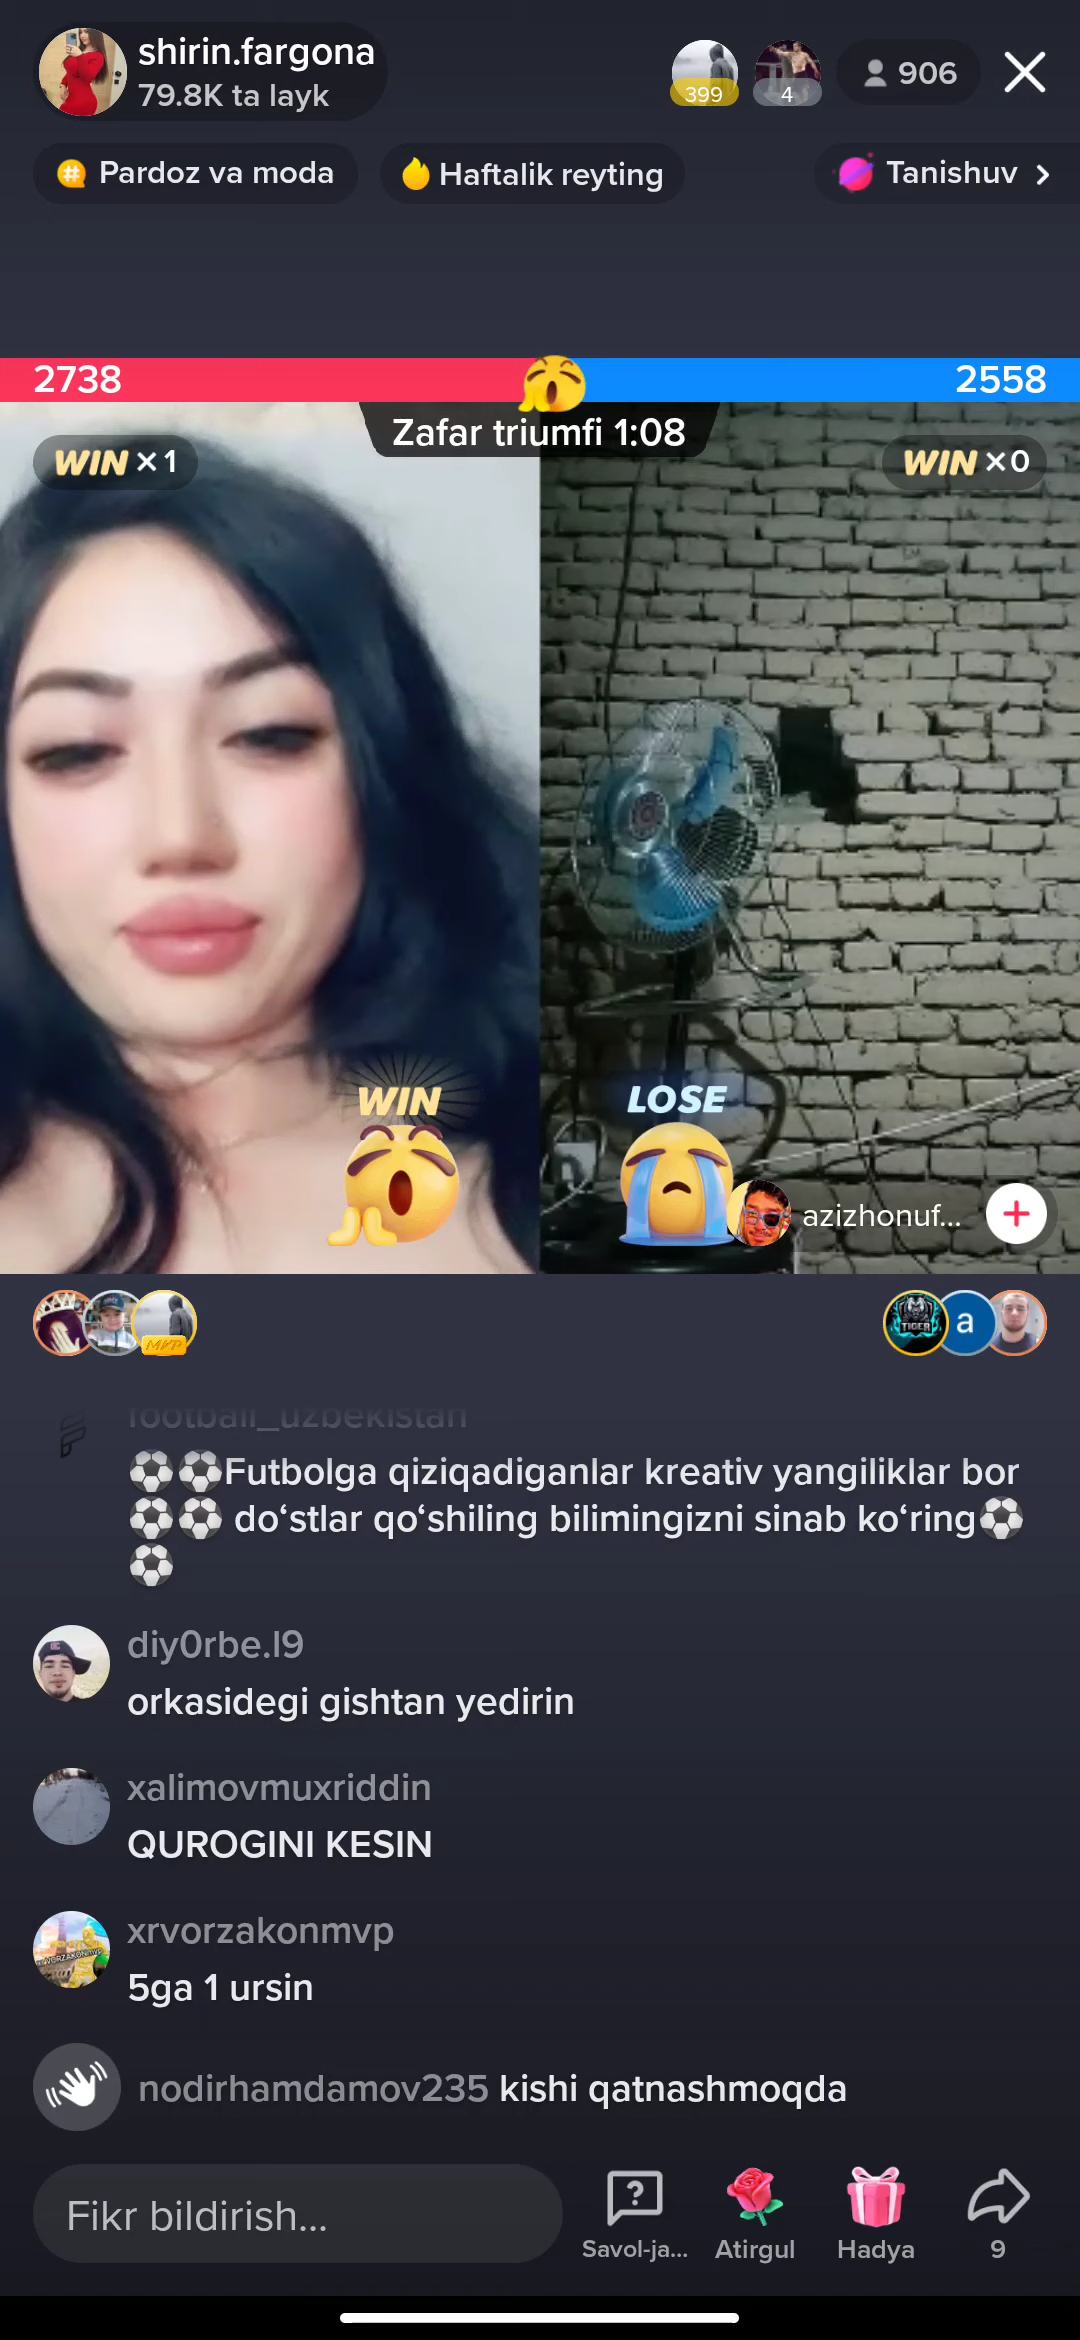 shirin.fargona
79.8K ta layk
399
4
906
Pardoz va moda
Haftalik reyting
Tanishuv
2738
2558
Zafar triumfi 1:08
WIN ×1
WIN ×0
WIN
LOSE
azizhonuf...
MVP
TIGER
a
football_uzbekistan
⚽⚽Futbolga qiziqadiganlar kreativ yangiliklar bor
⚽⚽ do‘stlar qo‘shiling bilimingizni sinab ko‘ring⚽
⚽
diy0rbe.l9
orkasidegi gishtan yedirin
xalimovmuxriddin
QUROGINI KESIN
xrvorzakonmvp
5ga 1 ursin
nodirhamdamov235 kishi qatnashmoqda
Fikr bildirish...
Savol-ja...
Atirgul
Hadya
9